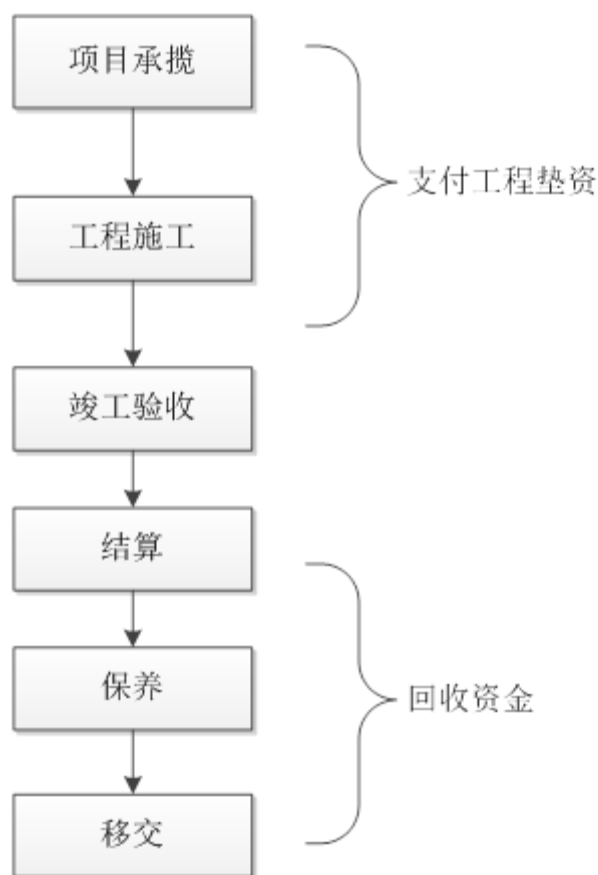 项目承揽
支付工程垫资
工程施工
竣工验收
结算
保养
回收资金
移交